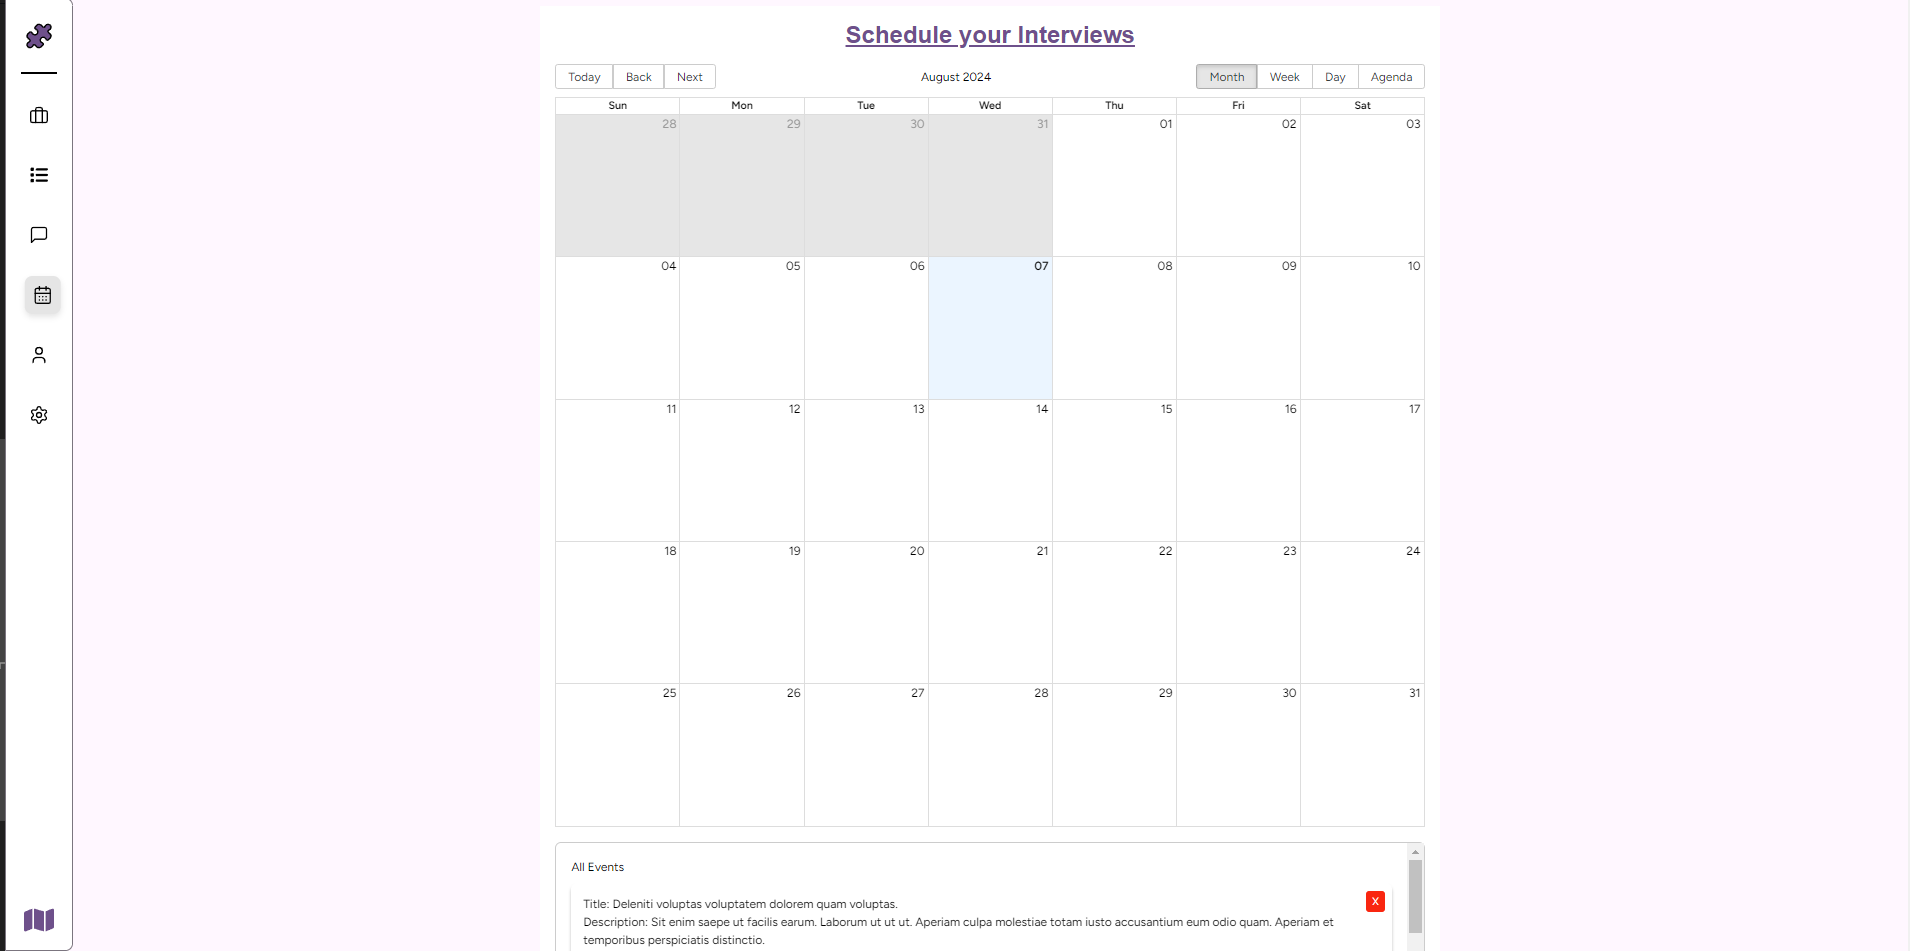 Schedule your Interviews
Today Back Next August 2024 Month Week Day Agenda
Sun Mon Tue Wed Thu Fri Sat
28 29 30 31 01 02 03
04 05 06 07 08 09 10
11 12 13 14 15 16 17
18 19 20 21 22 23 24
25 26 27 28 29 30 31
All Events
Title: Deleniti voluptas voluptatem dolorem quam voluptas. X
Description: Sit enim saepe ut facilis earum. Laborum ut ut ut. Aperiam culpa molestiae totam iusto accusantium eum odio quam. Aperiam et
temporibus perspiciatis distinctio.